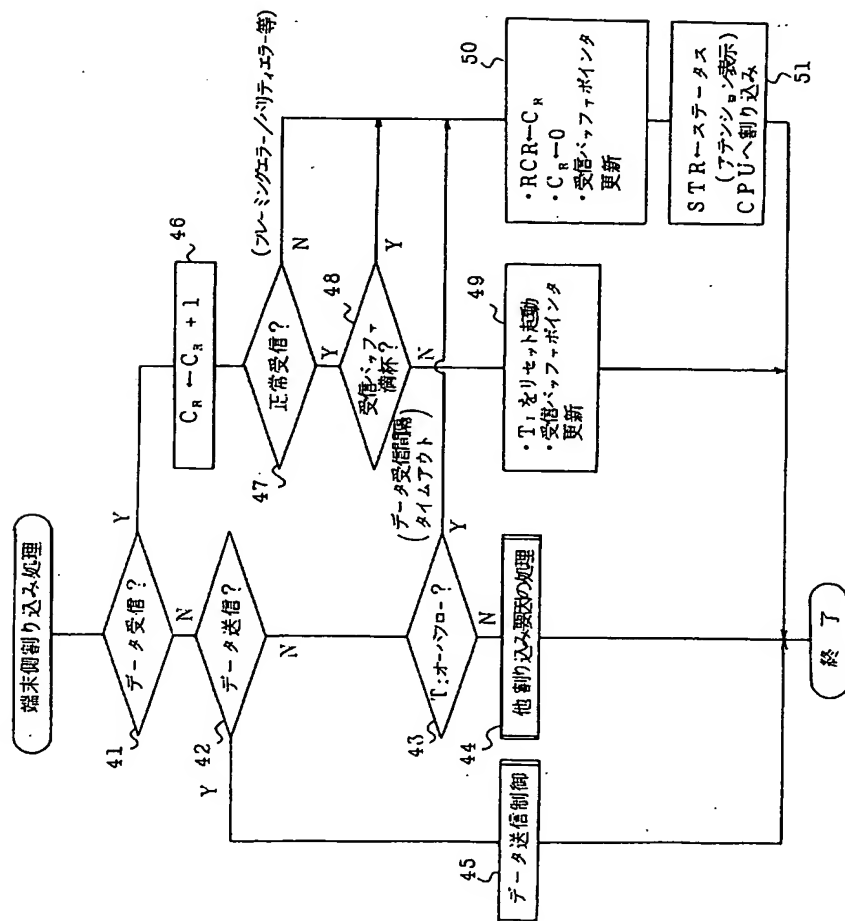 端末側割り込み処理
データ受信?
41
Y
N
データ送信?
42
Y
N
T:オーバフロー?
43
Y
N
(データ受信間隔
タイムアウト)
他割り込み要因の処理
44
データ送信制御
45
C_R ← C_R + 1
46
正常受信?
47
N
(フレーミングエラー/パリティエラー等)
Y
受信バッファ
満杯?
48
Y
N
・T_Iをリセット起動
・受信バッファポインタ
更新
49
・RCR←C_R
・C_R←0
・受信バッファポインタ
更新
50
STR←ステータス
(アテンション表示)
CPUへ割り込み
51
終了